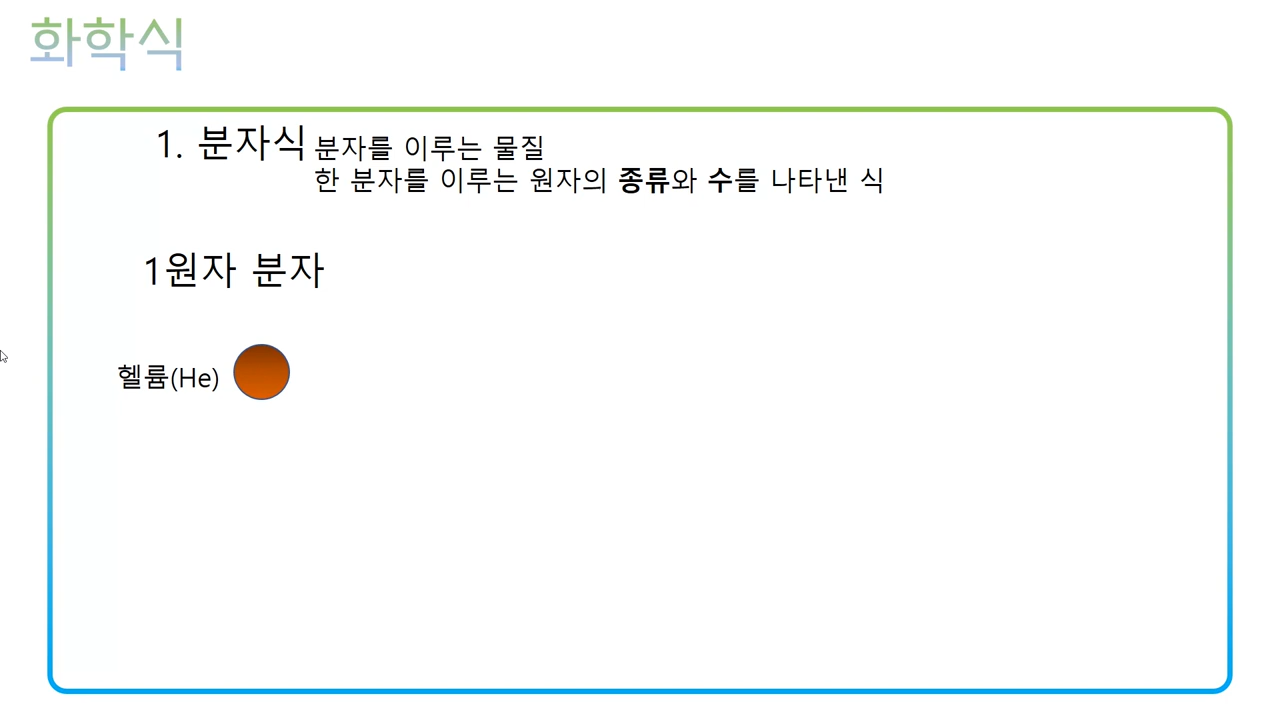 화학식
1. 분자식 분자를 이루는 물질
한 분자를 이루는 원자의 종류와 수를 나타낸 식
1원자 분자
헬륨(He)